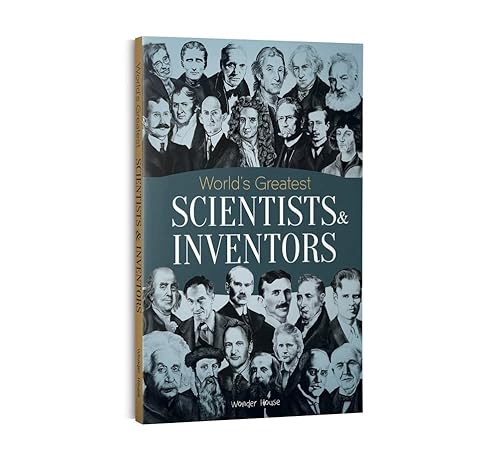 World's Greatest SCIENTISTS & INVENTORS Wonder House
World's Greatest
SCIENTISTS &
INVENTORS
Wonder House